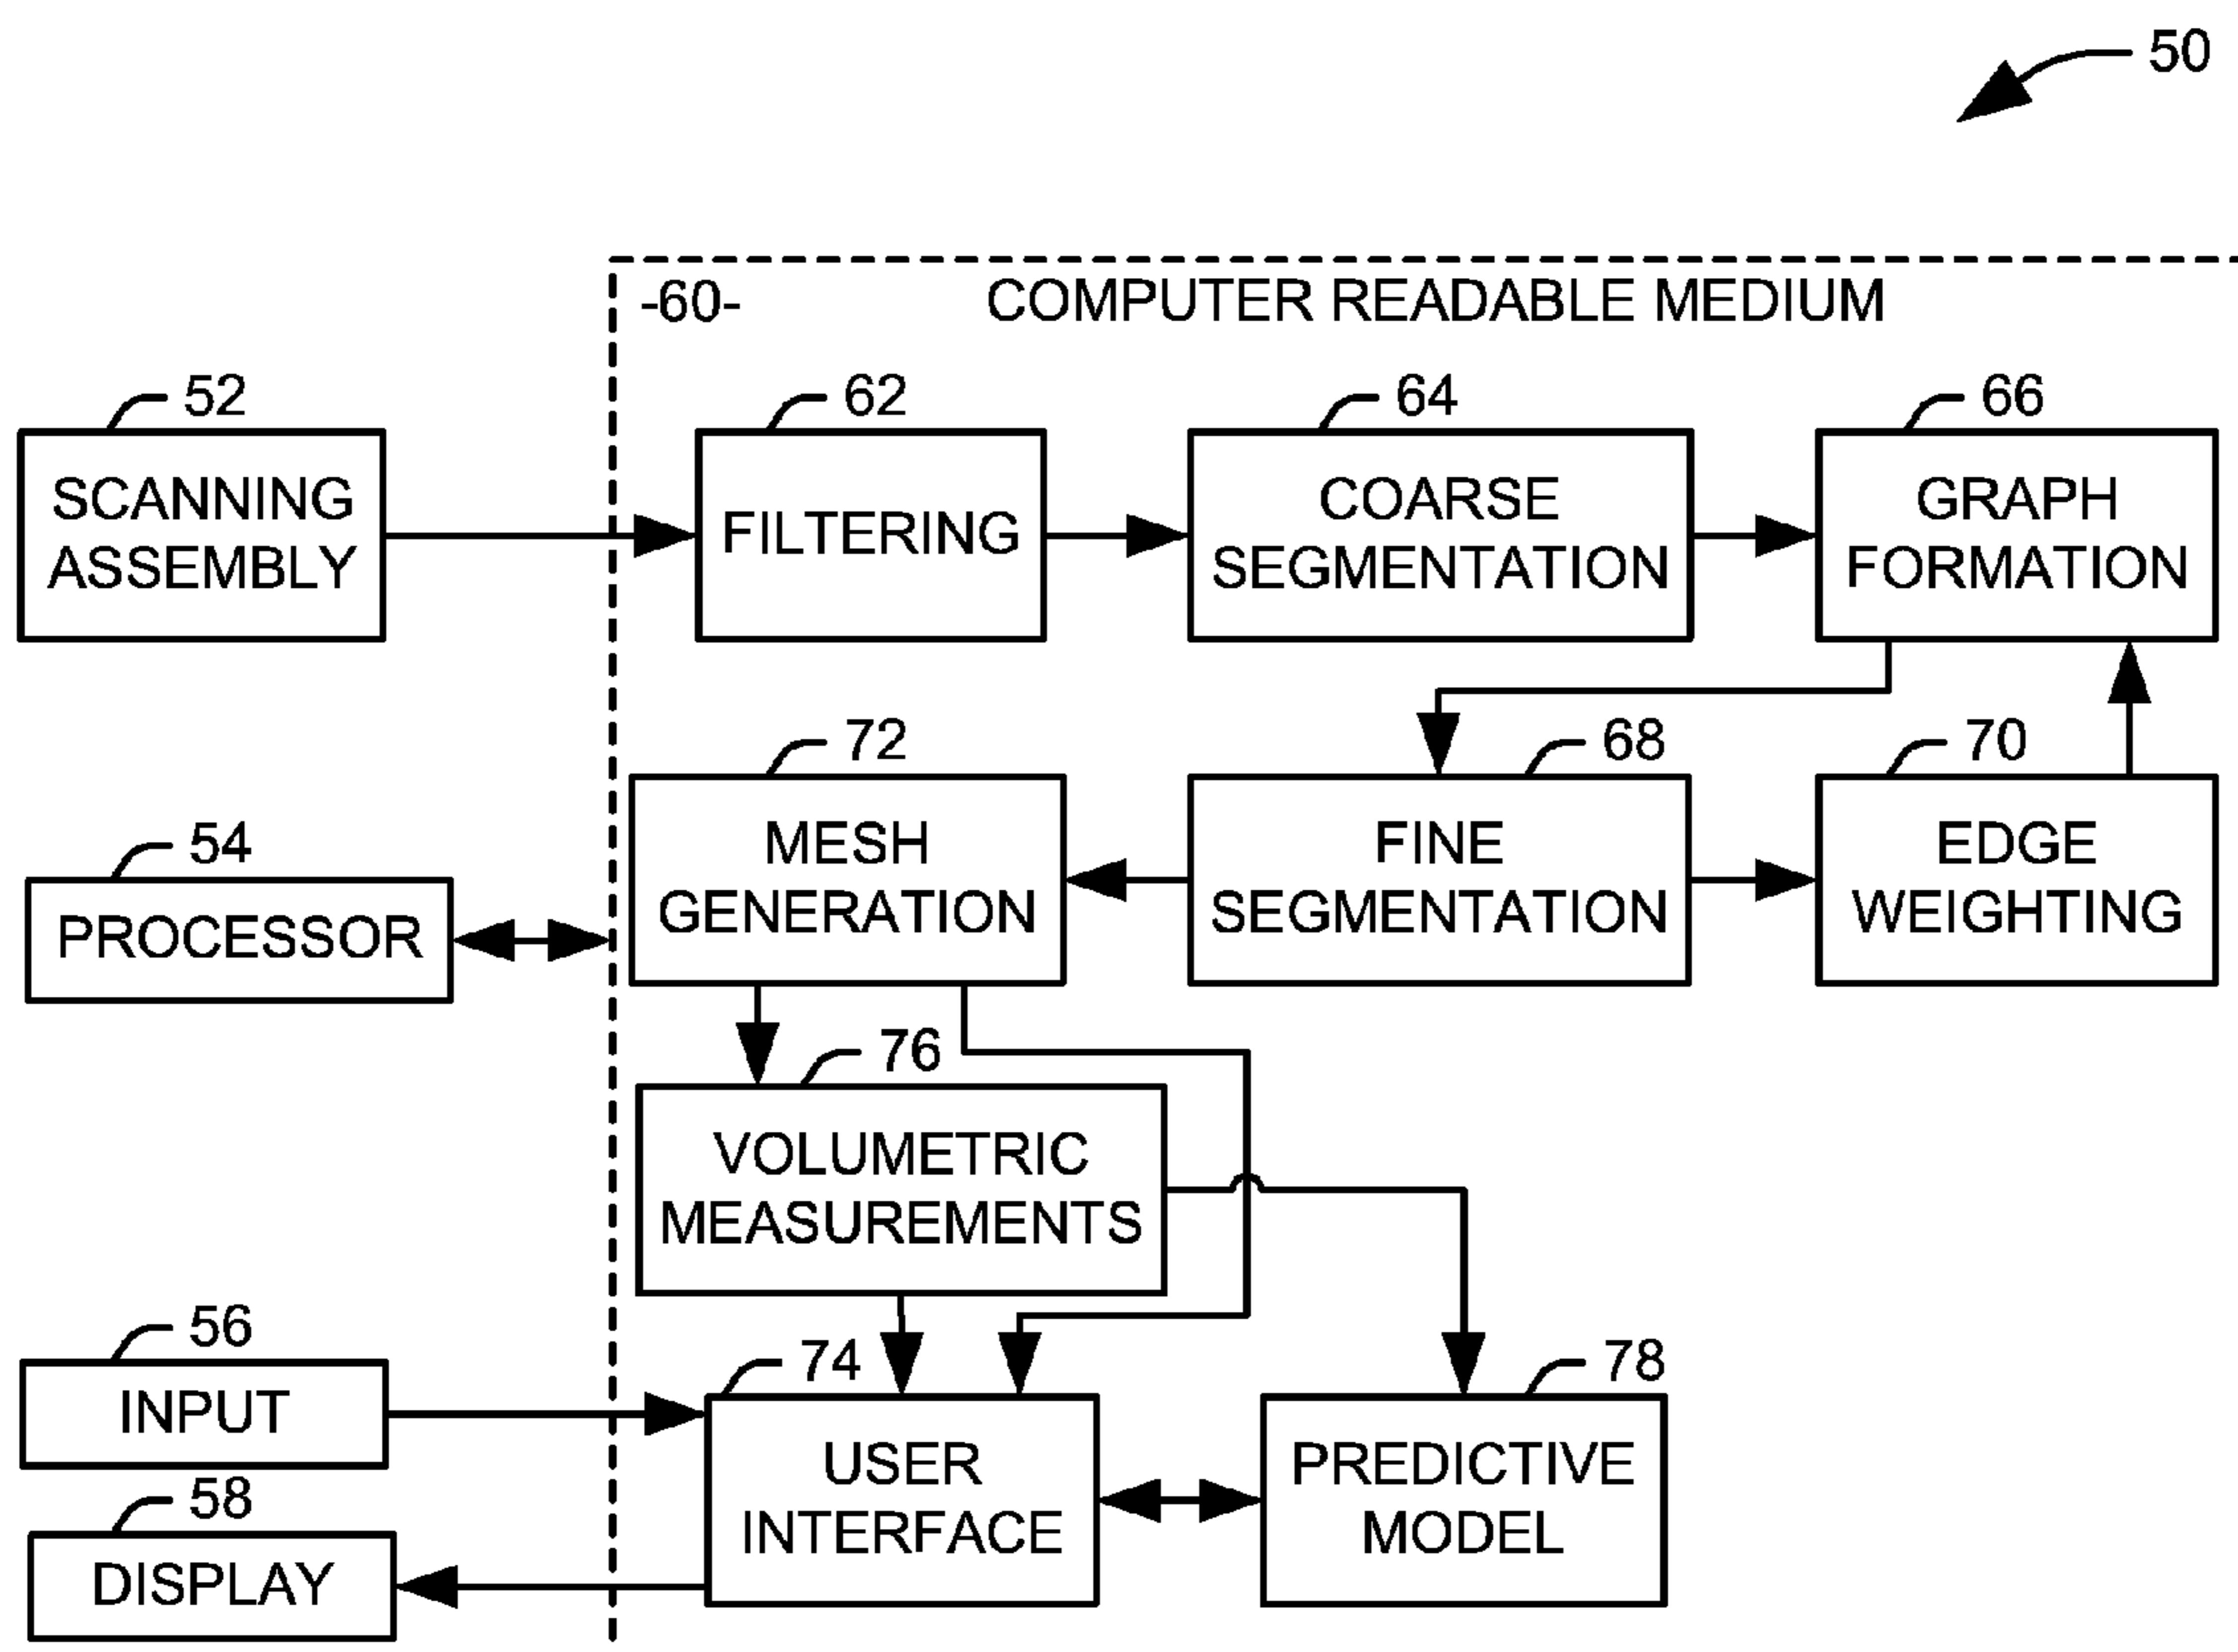 50
-60-
COMPUTER READABLE MEDIUM
52
SCANNING
ASSEMBLY
62
FILTERING
64
COARSE
SEGMENTATION
66
GRAPH
FORMATION
54
PROCESSOR
72
MESH
GENERATION
68
FINE
SEGMENTATION
70
EDGE
WEIGHTING
76
VOLUMETRIC
MEASUREMENTS
56
INPUT
58
DISPLAY
74
USER
INTERFACE
78
PREDICTIVE
MODEL